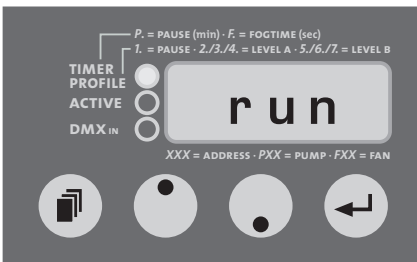 P. = PAUSE (min) · F. = FOGTIME (sec)
1. = PAUSE · 2./3./4. = LEVEL A · 5./6./7. = LEVEL B
TIMER
PROFILE
ACTIVE
DMX IN
run
XXX = ADDRESS · PXX = PUMP · FXX = FAN